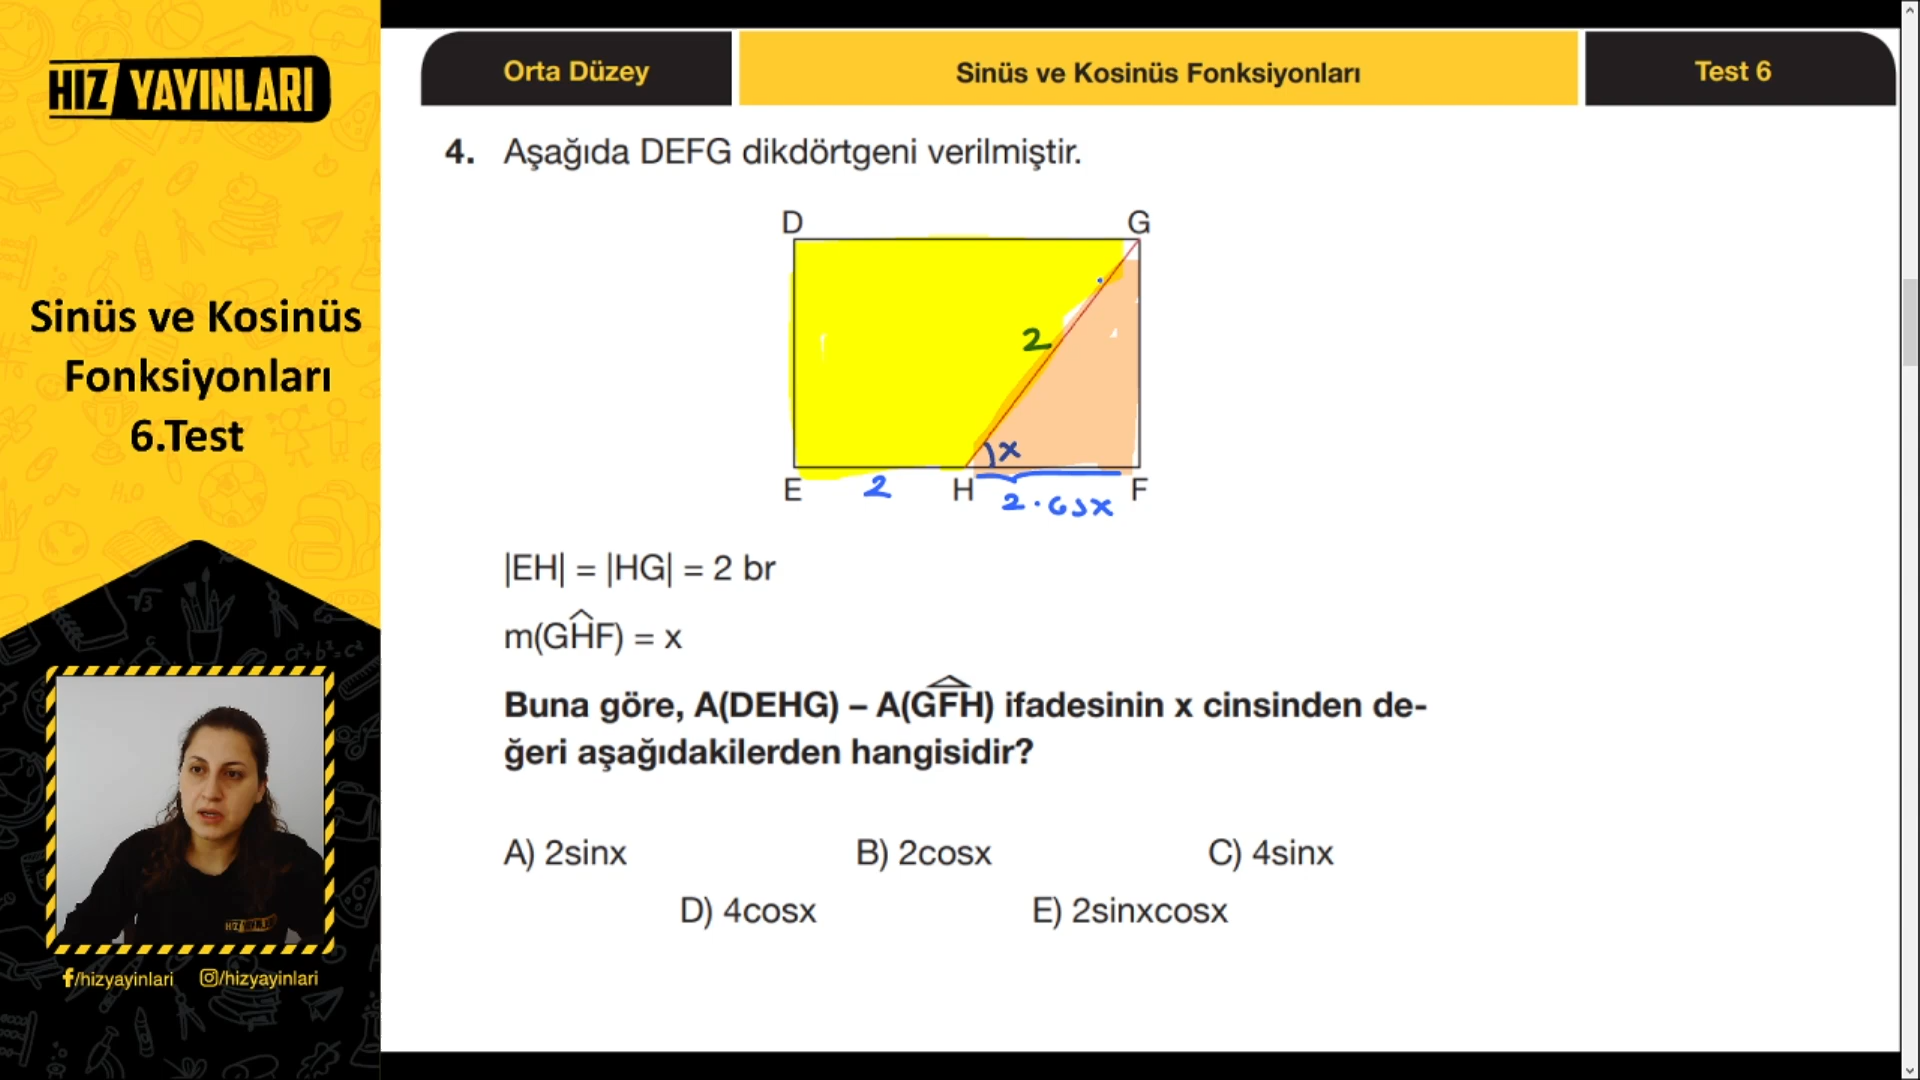 HIZ YAYINLARI
Sinüs ve Kosinüs
Fonksiyonları
6.Test
f/hizyayinlari /hizyayinlari
Orta Düzey
Sinüs ve Kosinüs Fonksiyonları
Test 6
4. Aşağıda DEFG dikdörtgeni verilmiştir.
D G
2
x
E 2 H F
2·cosx
|EH| = |HG| = 2 br
m(GHF) = x
Buna göre, A(DEHG) – A(GFH) ifadesinin x cinsinden de-
ğeri aşağıdakilerden hangisidir?
A) 2sinx B) 2cosx C) 4sinx
D) 4cosx E) 2sinxcosx